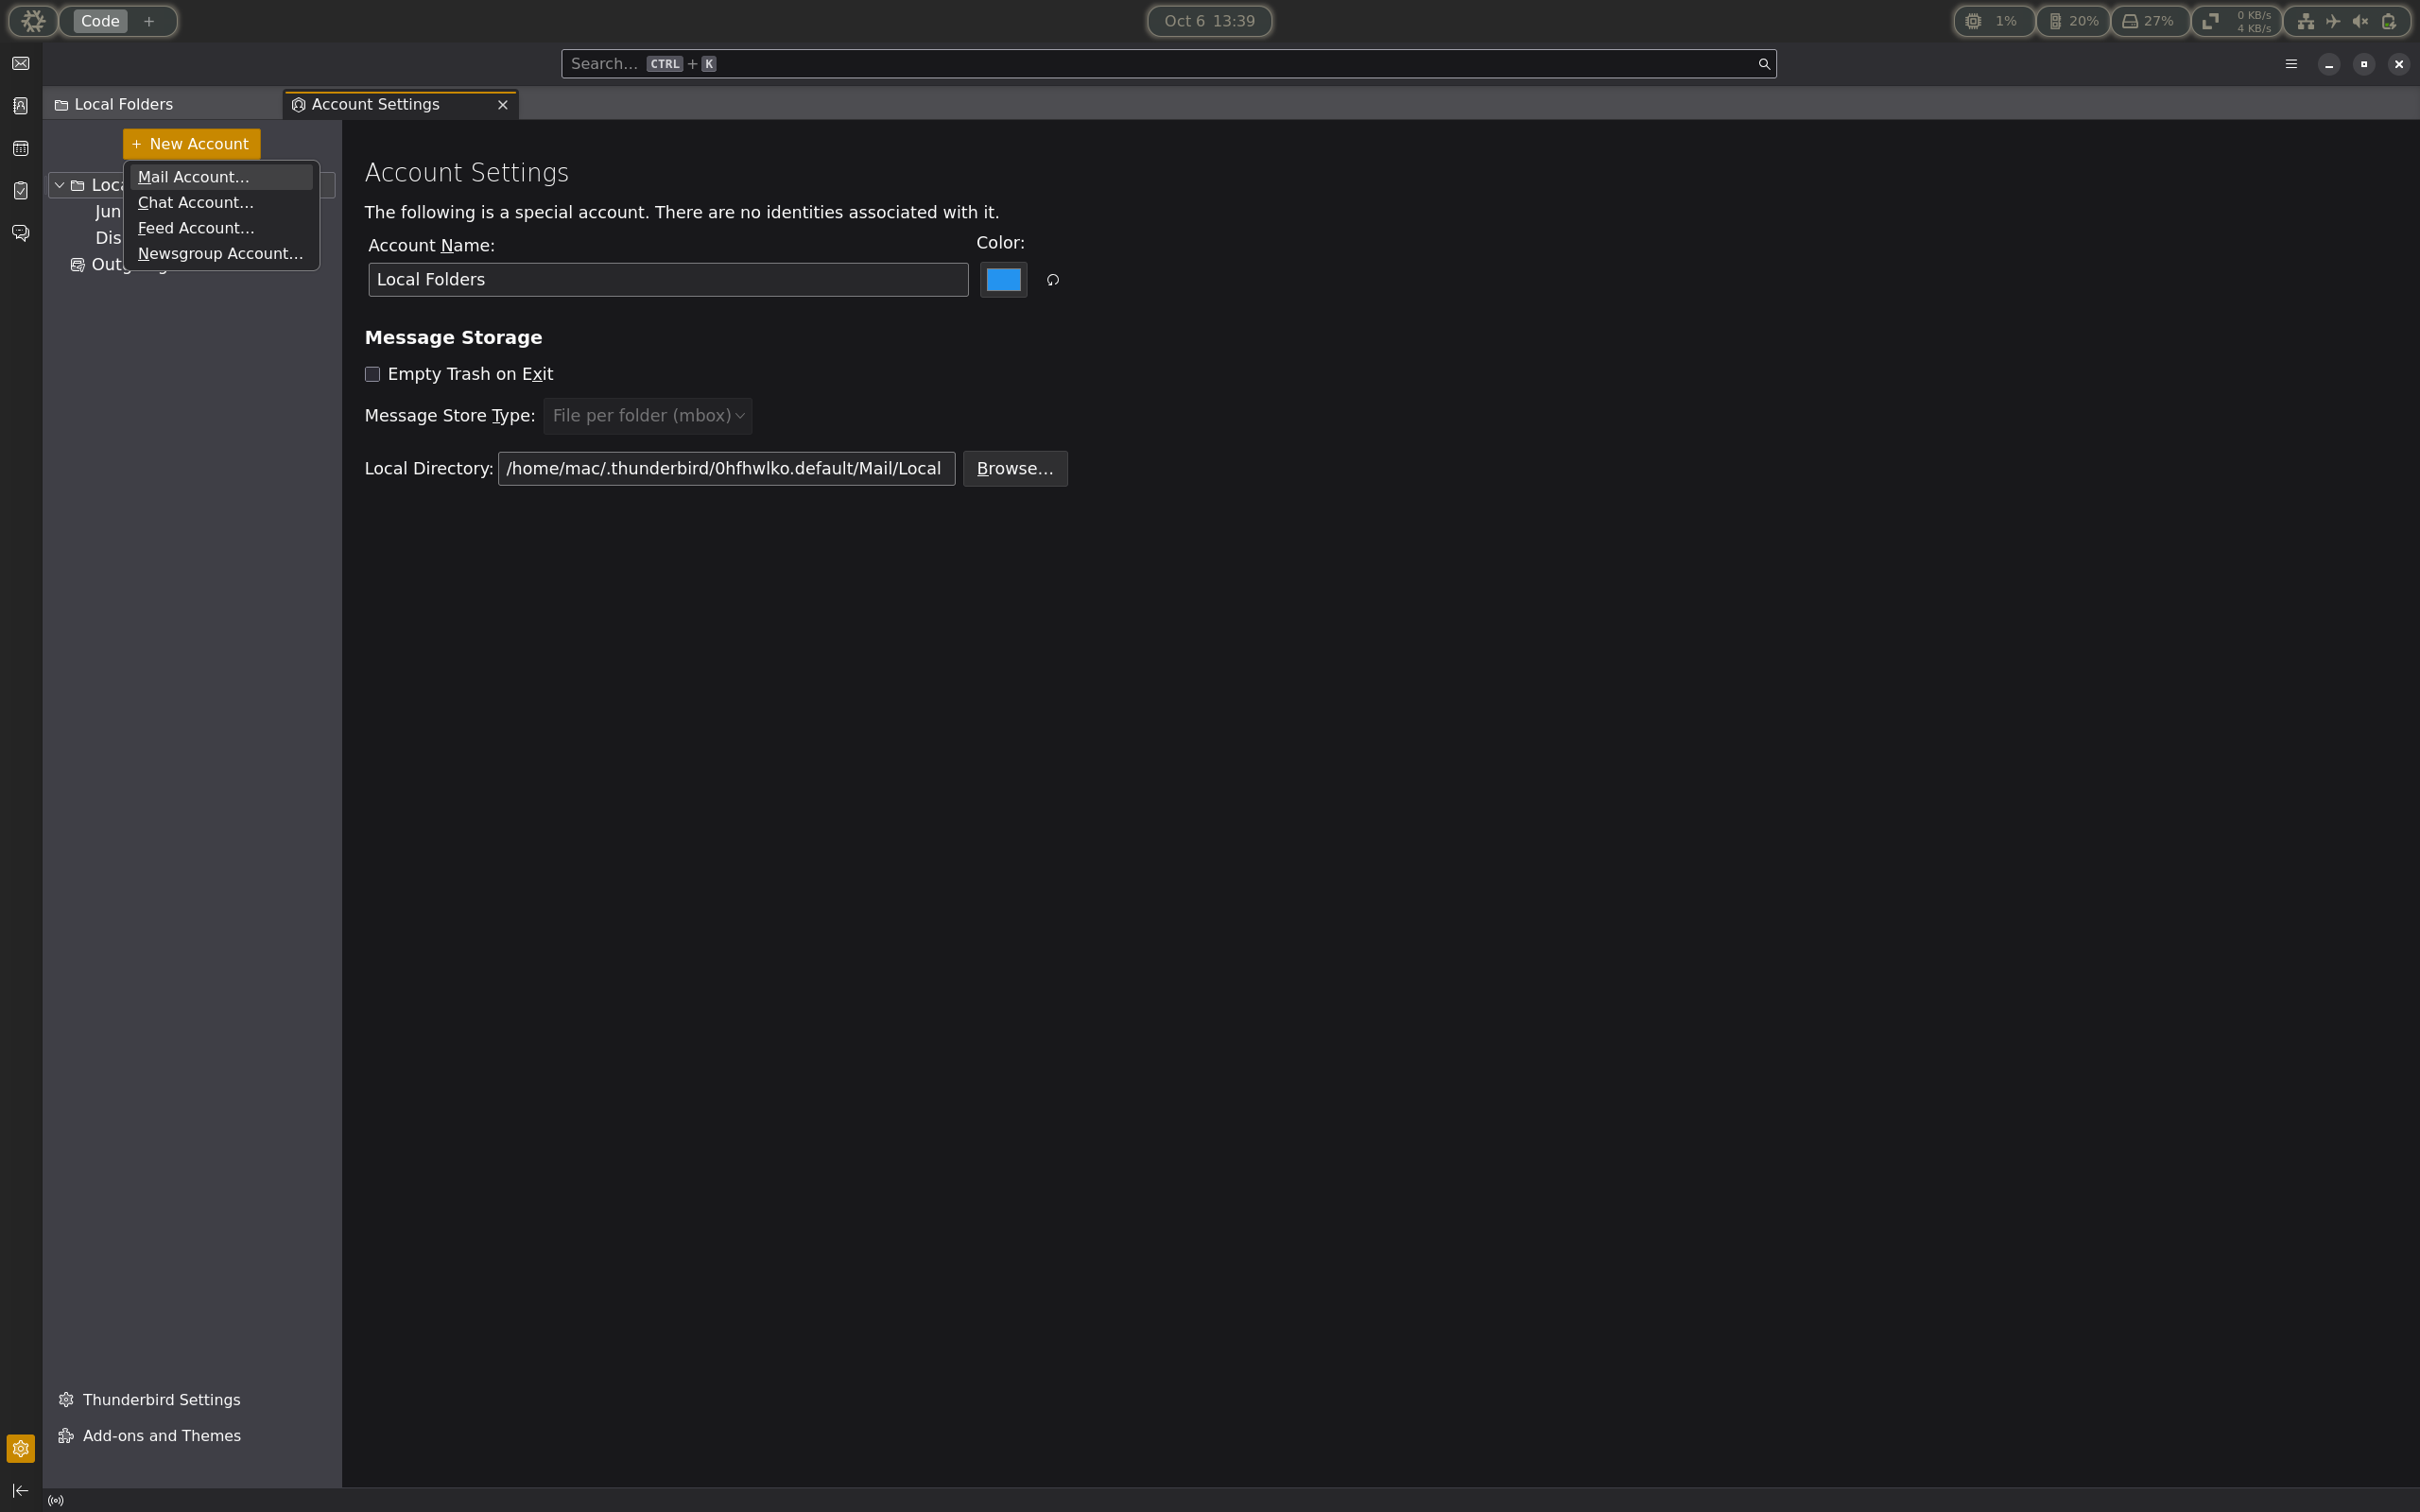 Code +
Oct 6 13:39
1%
20%
27%
0 KB/s
4 KB/s
Search… CTRL + K
Local Folders
Account Settings
+ New Account
Mail Account…
Chat Account…
Feed Account…
Newsgroup Account…
Loca
Jun
Dis
Account Settings
The following is a special account. There are no identities associated with it.
Account Name:
Color:
Local Folders
Message Storage
Empty Trash on Exit
Message Store Type: File per folder (mbox)
Local Directory: /home/mac/.thunderbird/0hfhwlko.default/Mail/Local
Browse…
Thunderbird Settings
Add-ons and Themes